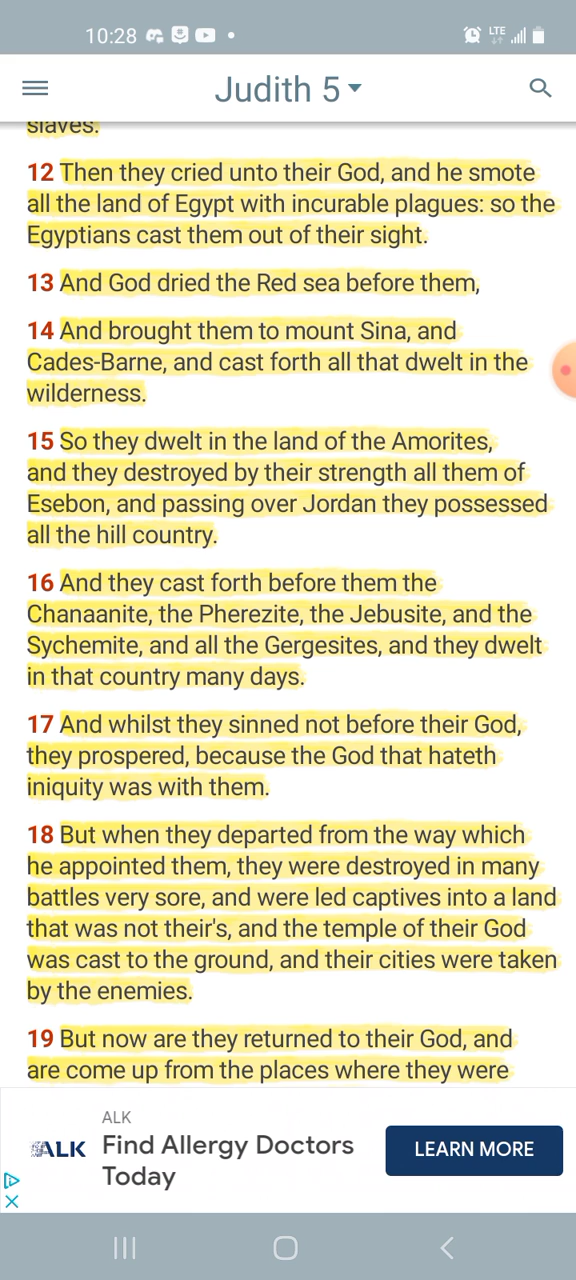 10:28
LTE
Judith 5
slaves.
12 Then they cried unto their God, and he smote
all the land of Egypt with incurable plagues: so the
Egyptians cast them out of their sight.
13 And God dried the Red sea before them,
14 And brought them to mount Sina, and
Cades-Barne, and cast forth all that dwelt in the
wilderness.
15 So they dwelt in the land of the Amorites,
and they destroyed by their strength all them of
Esebon, and passing over Jordan they possessed
all the hill country.
16 And they cast forth before them the
Chanaanite, the Pherezite, the Jebusite, and the
Sychemite, and all the Gergesites, and they dwelt
in that country many days.
17 And whilst they sinned not before their God,
they prospered, because the God that hateth
iniquity was with them.
18 But when they departed from the way which
he appointed them, they were destroyed in many
battles very sore, and were led captives into a land
that was not their's, and the temple of their God
was cast to the ground, and their cities were taken
by the enemies.
19 But now are they returned to their God, and
are come up from the places where they were
ALK
ALK
Find Allergy Doctors
Today
LEARN MORE